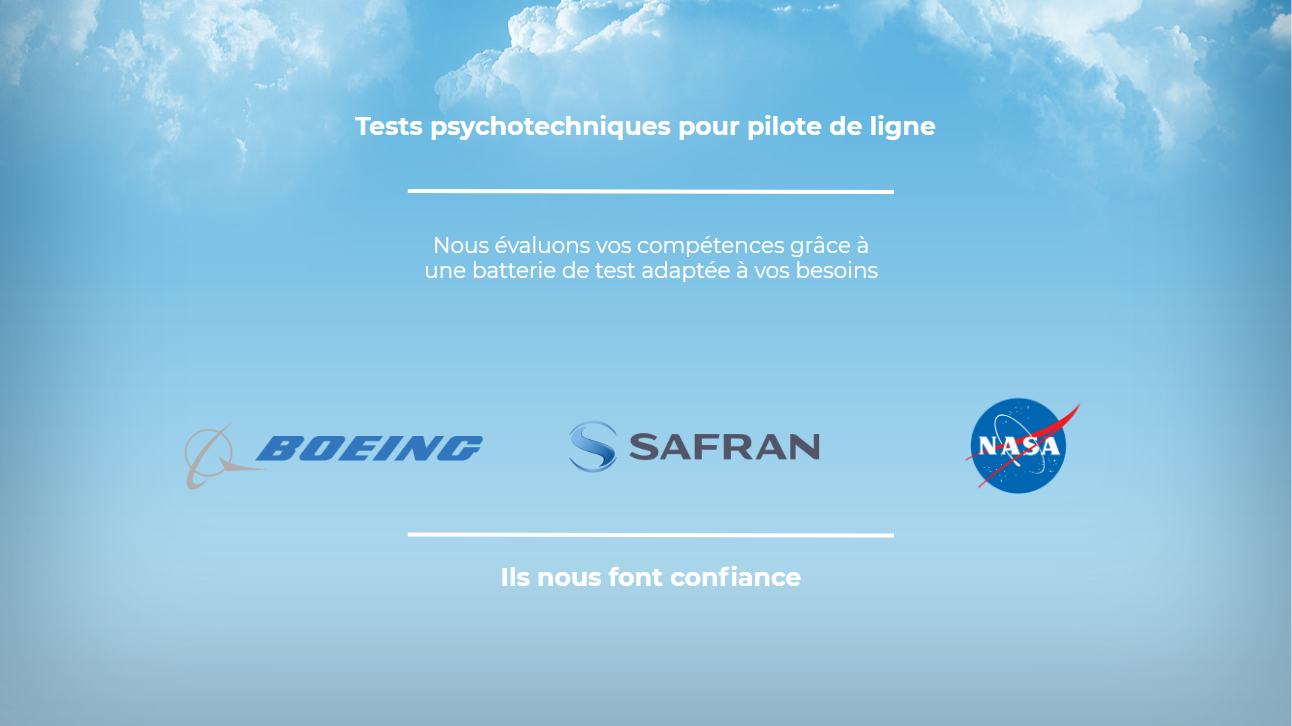 Tests psychotechniques pour pilote de ligne
Nous évaluons vos compétences grâce à
une batterie de test adaptée à vos besoins
BOEING
SAFRAN
NASA
Ils nous font confiance